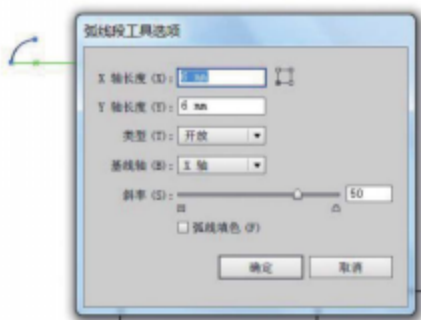 弧线段工具选项
X 轴长度 (X): mm
Y 轴长度 (Y): 6 mm
类型 (T): 开放
基线轴 (B): X 轴
斜率 (S): 50
弧线填色 (F)
确定 取消